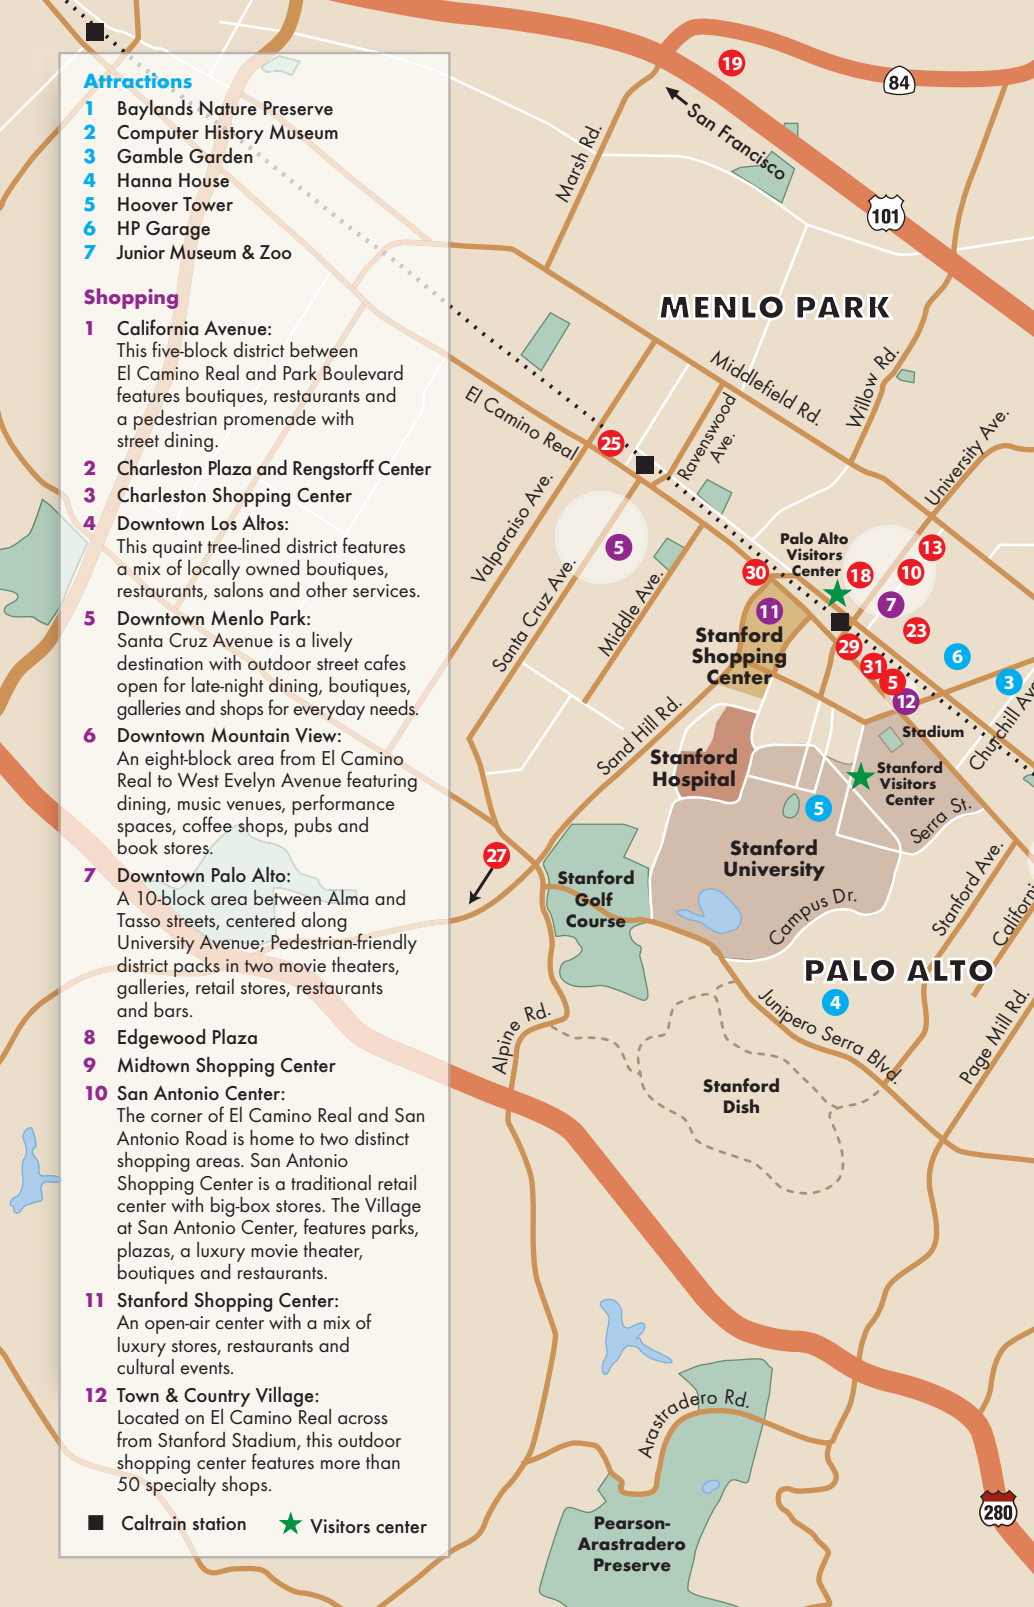 Attractions
1 Baylands Nature Preserve
2 Computer History Museum
3 Gamble Garden
4 Hanna House
5 Hoover Tower
6 HP Garage
7 Junior Museum & Zoo
Shopping
1 California Avenue:
This five-block district between
El Camino Real and Park Boulevard
features boutiques, restaurants and
a pedestrian promenade with
street dining.
2 Charleston Plaza and Rengstorff Center
3 Charleston Shopping Center
4 Downtown Los Altos:
This quaint tree-lined district features
a mix of locally owned boutiques,
restaurants, salons and other services.
5 Downtown Menlo Park:
Santa Cruz Avenue is a lively
destination with outdoor street cafes
open for late-night dining, boutiques,
galleries and shops for everyday needs.
6 Downtown Mountain View:
An eight-block area from El Camino
Real to West Evelyn Avenue featuring
dining, music venues, performance
spaces, coffee shops, pubs and
book stores.
7 Downtown Palo Alto:
A 10-block area between Alma and
Tasso streets, centered along
University Avenue; Pedestrian-friendly
district packs in two movie theaters,
galleries, retail stores, restaurants
and bars.
8 Edgewood Plaza
9 Midtown Shopping Center
10 San Antonio Center:
The corner of El Camino Real and San
Antonio Road is home to two distinct
shopping areas. San Antonio
Shopping Center is a traditional retail
center with big-box stores. The Village
at San Antonio Center, features parks,
plazas, a luxury movie theater,
boutiques and restaurants.
11 Stanford Shopping Center:
An open-air center with a mix of
luxury stores, restaurants and
cultural events.
12 Town & Country Village:
Located on El Camino Real across
from Stanford Stadium, this outdoor
shopping center features more than
50 specialty shops.
Caltrain station
Visitors center
19
84
San Francisco
Marsh Rd.
101
MENLO PARK
Middlefield Rd.
Willow Rd.
El Camino Real
25
Ravenswood
Ave.
University Ave.
Valparaiso Ave.
5
Santa Cruz Ave.
Middle Ave.
Palo Alto
Visitors
Center
13
30
18
10
11
7
Stanford
Shopping
Center
23
29
31
6
5
3
12
Stadium
Churchill Ave
Sand Hill Rd.
Stanford
Hospital
Stanford
Visitors
Center
5
Serra St.
27
Stanford
University
Stanford
Golf
Course
Campus Dr.
Stanford Ave.
Californi
PALO ALTO
4
Junipero Serra Blvd.
Page Mill Rd.
Alpine Rd.
Stanford
Dish
Arastradero Rd.
280
Pearson-
Arastradero
Preserve